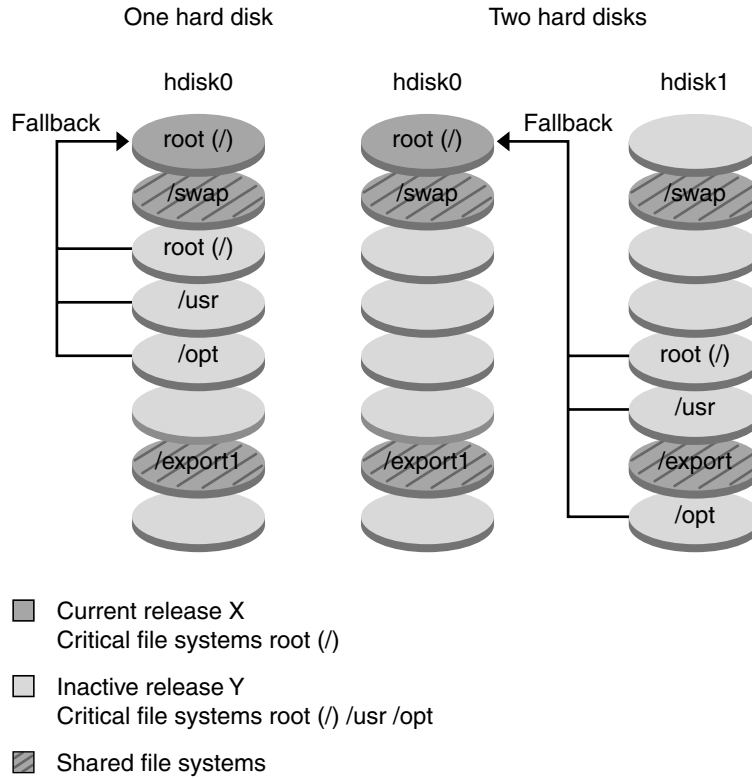 One hard disk
Two hard disks
hdisk0
hdisk0
hdisk1
Fallback
root (/)
/swap
root (/)
/usr
/opt
/export1
root (/)
Fallback
/swap
/export1
/swap
root (/)
/usr
/export
/opt
Current release X
Critical file systems root (/)
Inactive release Y
Critical file systems root (/) /usr /opt
Shared file systems